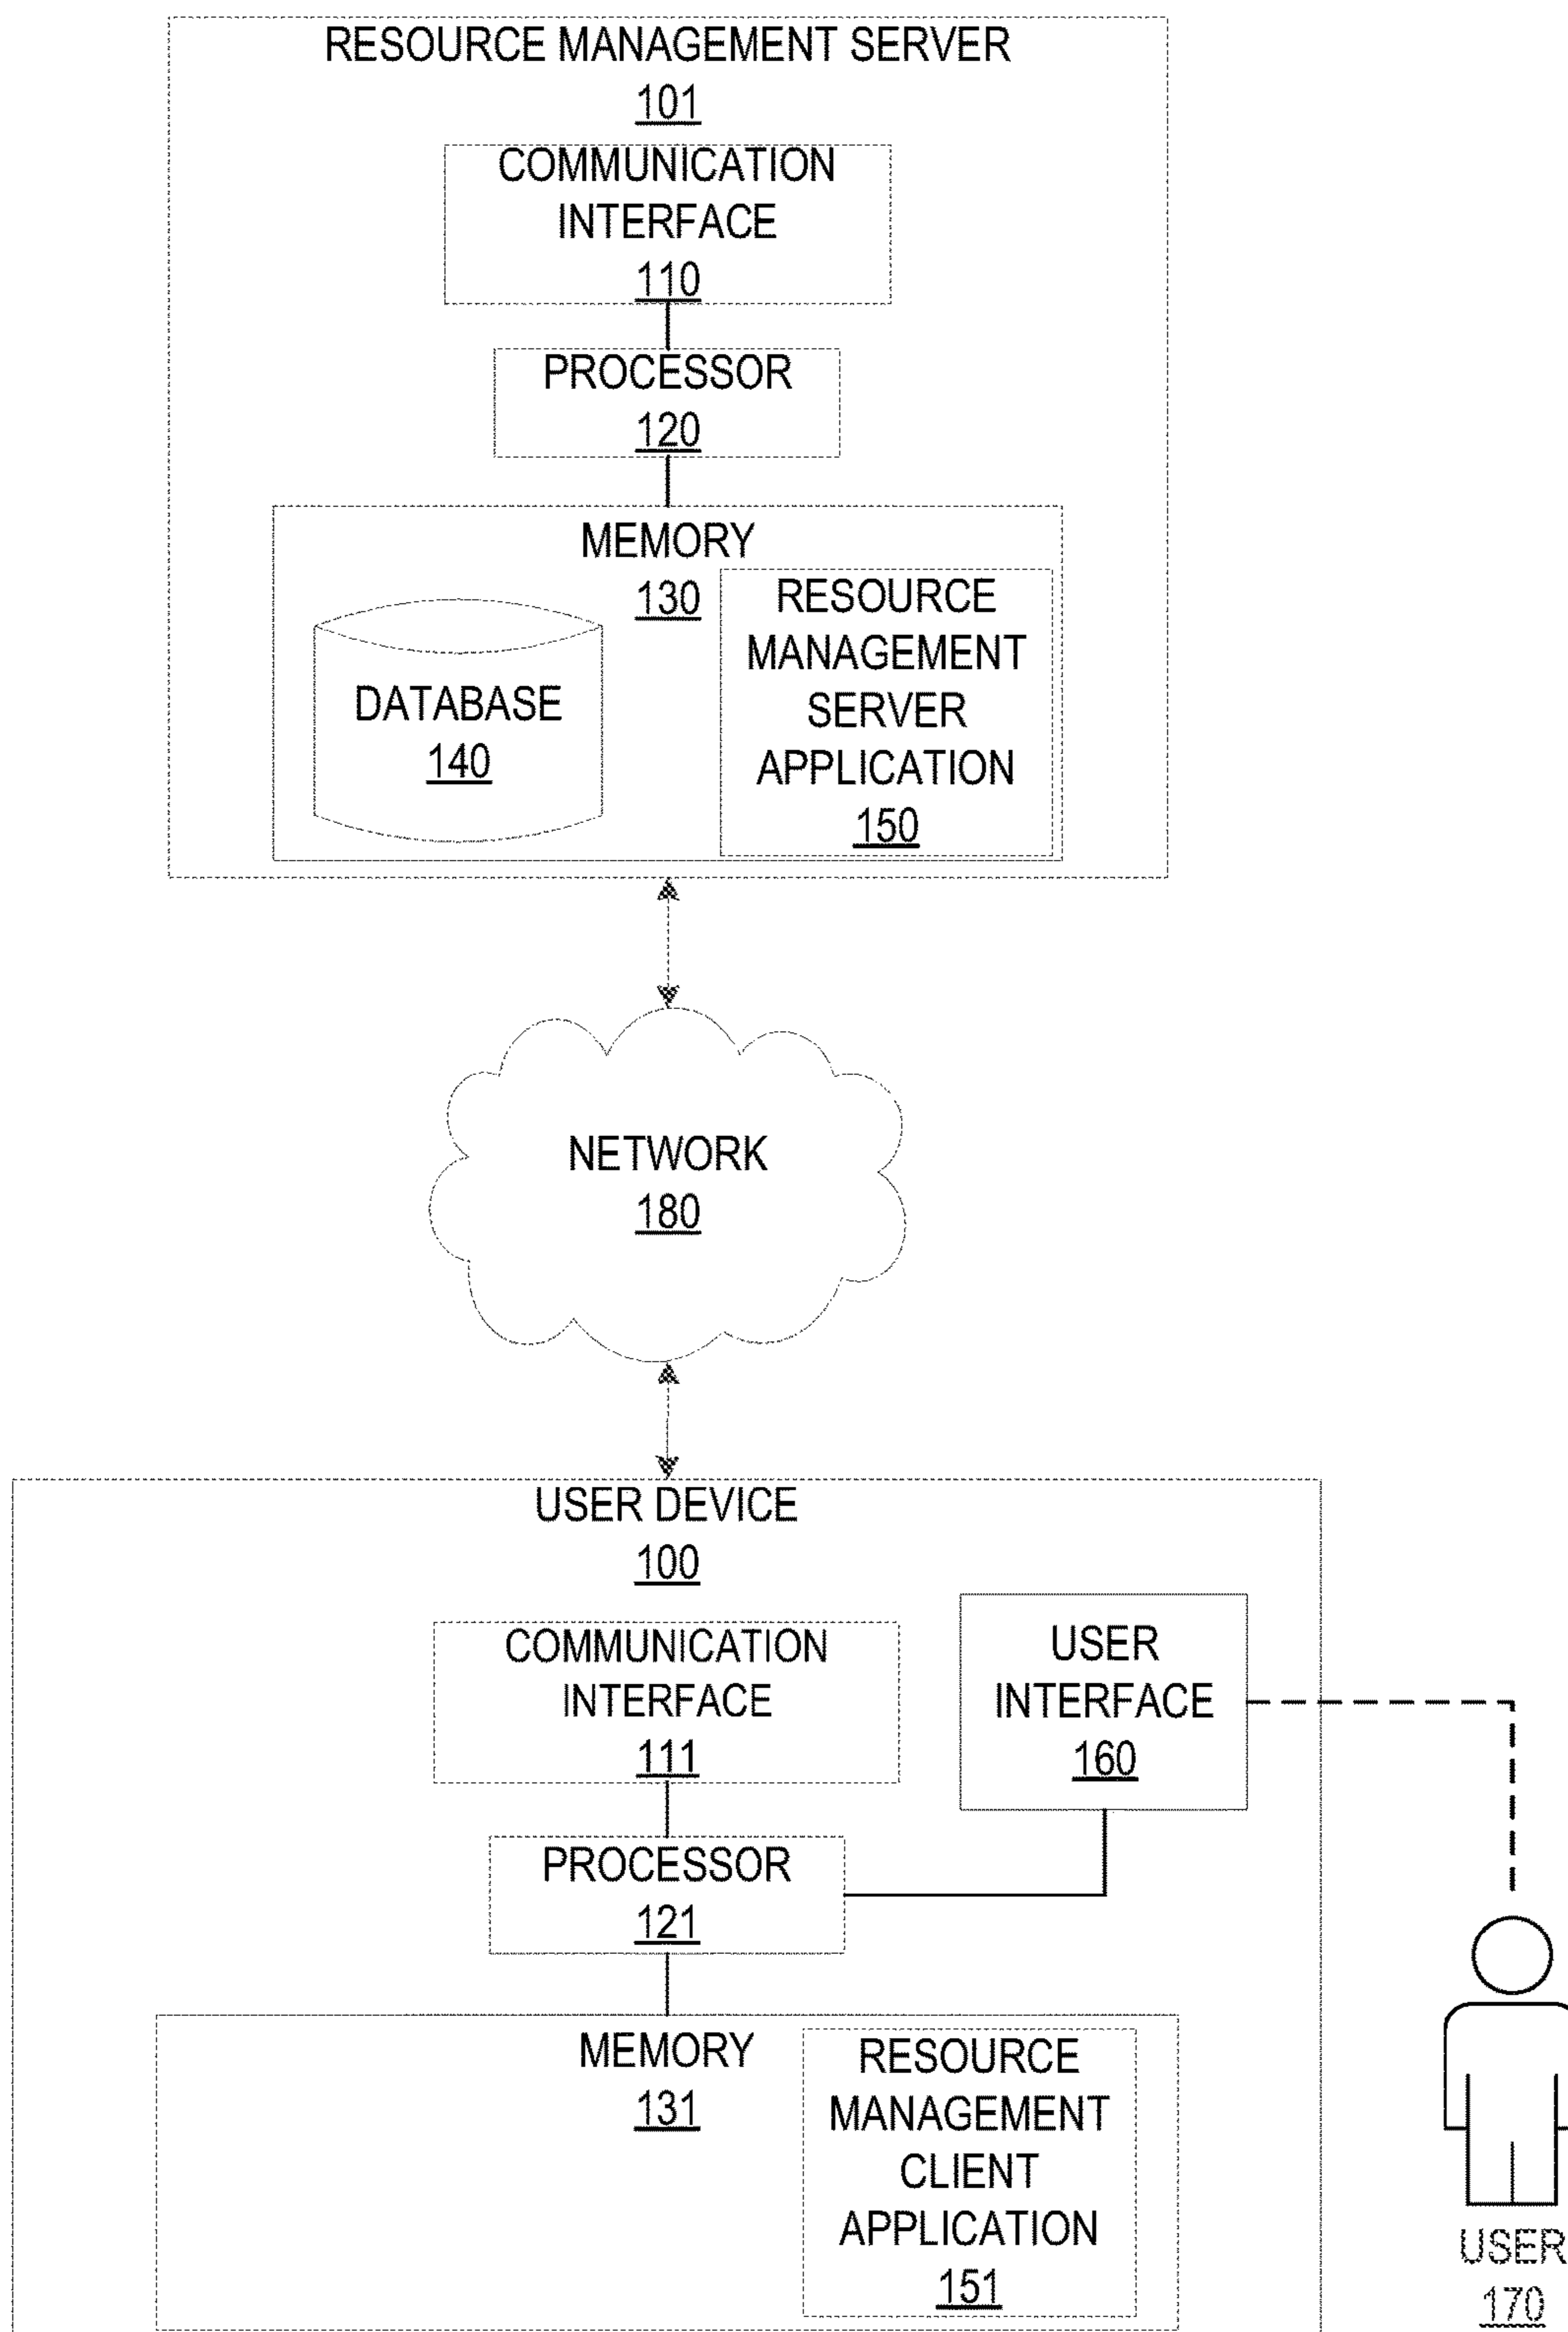 RESOURCE MANAGEMENT SERVER
101
COMMUNICATION
INTERFACE
110
PROCESSOR
120
MEMORY
130
DATABASE
140
RESOURCE
MANAGEMENT
SERVER
APPLICATION
150
NETWORK
180
USER DEVICE
100
COMMUNICATION
INTERFACE
111
USER
INTERFACE
160
PROCESSOR
121
MEMORY
131
RESOURCE
MANAGEMENT
CLIENT
APPLICATION
151
USER
170